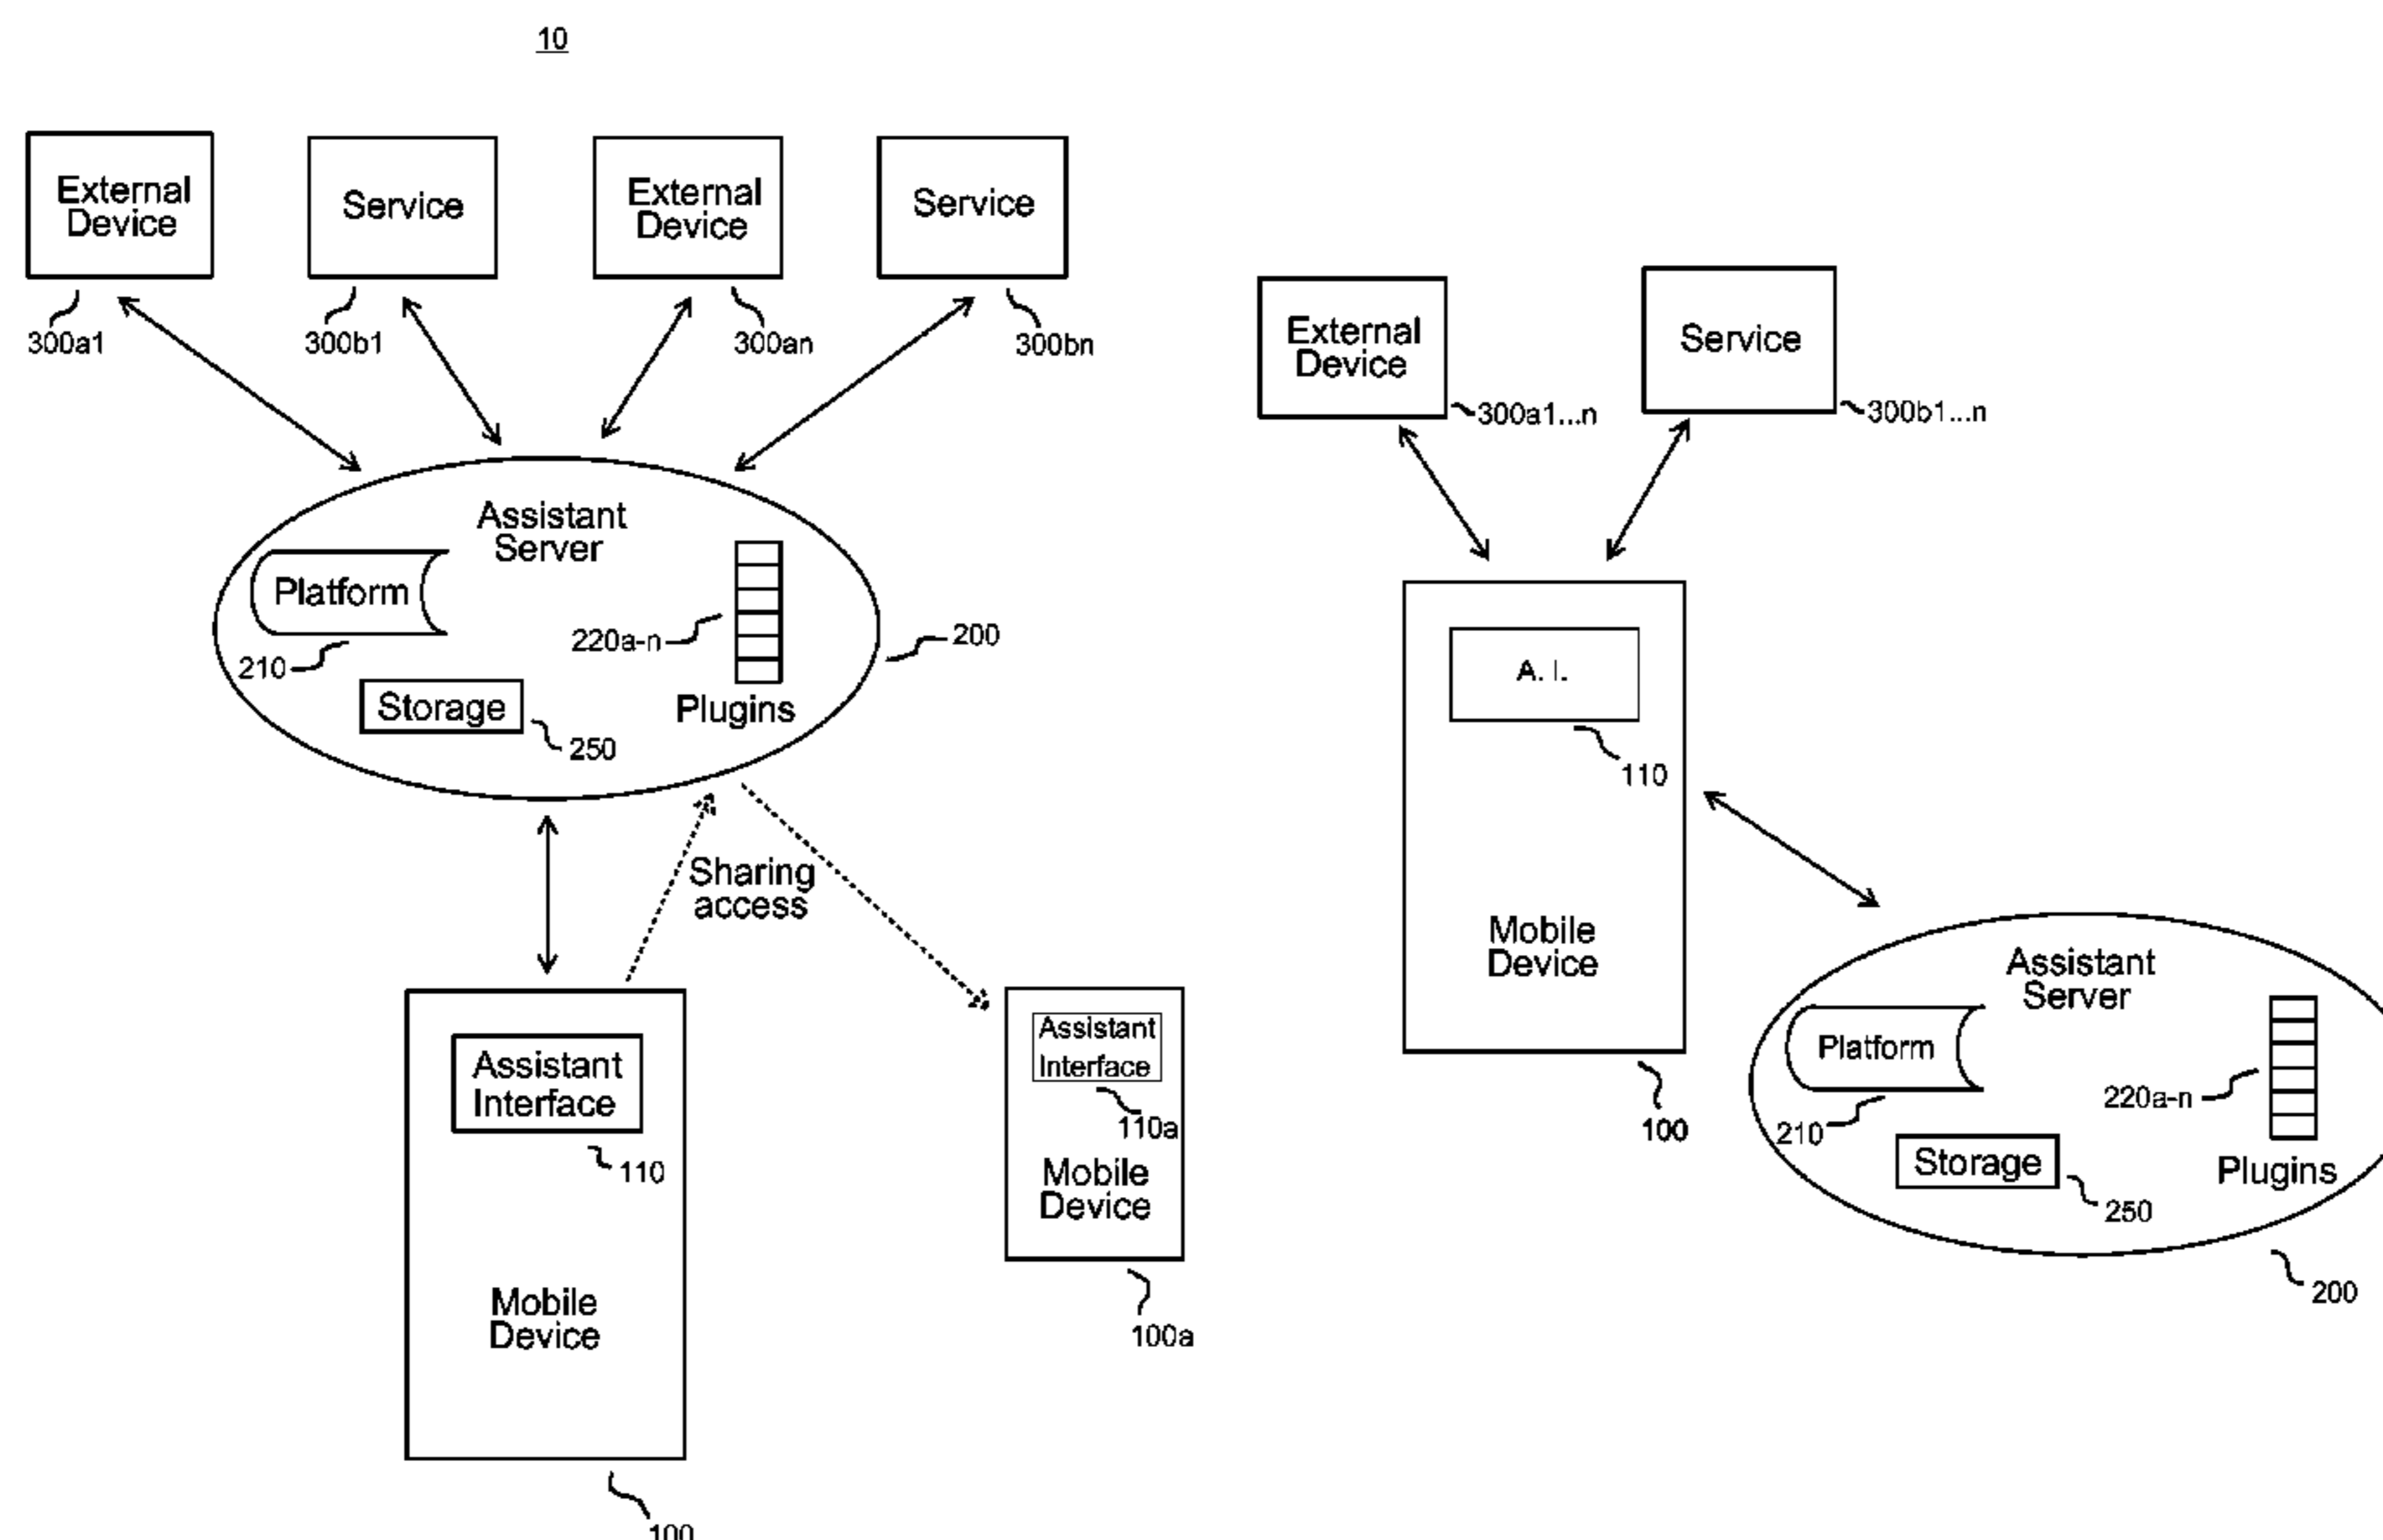 10
External
Device
Service
External
Device
Service
300a1
300b1
300an
300bn
Assistant
Server
Platform
220a-n
200
210
Storage
Plugins
250
Sharing
access
Assistant
Interface
110
Mobile
Device
100
Assistant
Interface
110a
Mobile
Device
100a
External
Device
Service
300a1...n
300b1...n
A. I.
110
Mobile
Device
100
Assistant
Server
Platform
220a-n
210
Storage
Plugins
250
200